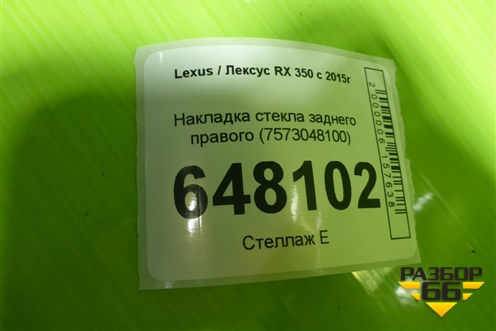 Lexus / Лексус RX 350 с 2015г
Накладка стекла заднего
правого (7573048100)
648102
Стеллаж Е
2000006157638
РАЗБОР
66